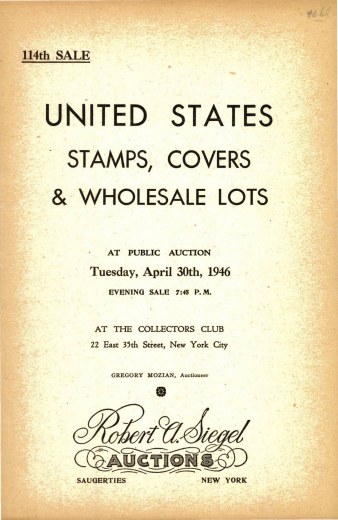 114th SALE
UNITED STATES
STAMPS, COVERS
& WHOLESALE LOTS
AT PUBLIC AUCTION
Tuesday, April 30th, 1946
EVENING SALE 7:45 P. M.
AT THE COLLECTORS CLUB
22 East 35th Street, New York City
GREGORY MOZIAN, Auctioneer
Robert A. Siegel
AUCTIONS
SAUGERTIES NEW YORK